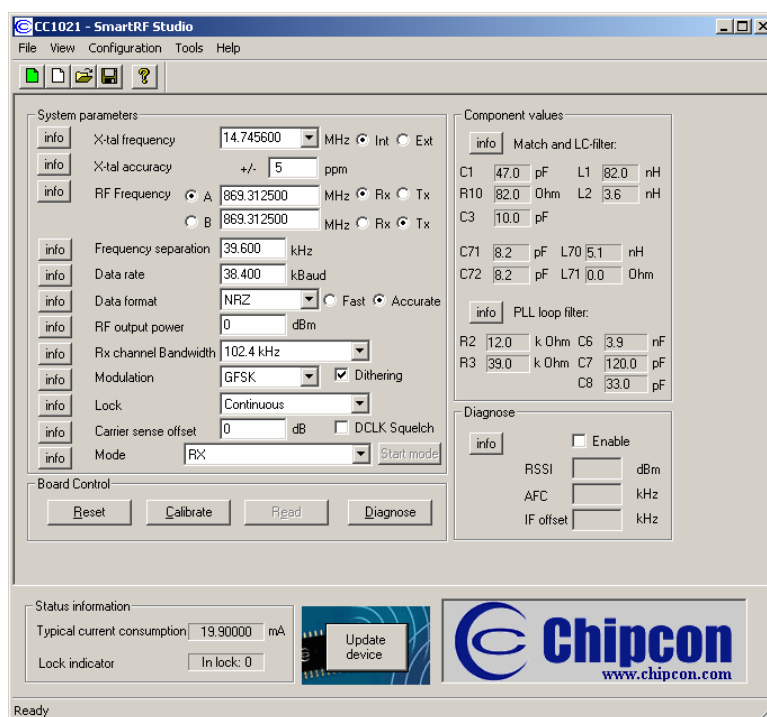 CC1021 - SmartRF Studio
File View Configuration Tools Help
System parameters
info X-tal frequency 14.745600 MHz Int Ext
info X-tal accuracy +/- 5 ppm
info RF Frequency A 869.312500 MHz Rx Tx
B 869.312500 MHz Rx Tx
info Frequency separation 39.600 kHz
info Data rate 38.400 kBaud
info Data format NRZ Fast Accurate
info RF output power 0 dBm
info Rx channel Bandwidth 102.4 kHz
info Modulation GFSK Dithering
info Lock Continuous
info Carrier sense offset 0 dB DCLK Squelch
info Mode RX Start mode
Board Control
Reset Calibrate Read Diagnose
Component values
info Match and LC-filter:
C1 47.0 pF L1 82.0 nH
R10 82.0 Ohm L2 3.6 nH
C3 10.0 pF
C71 8.2 pF L70 5.1 nH
C72 8.2 pF L71 0.0 Ohm
info PLL loop filter:
R2 12.0 k Ohm C6 3.9 nF
R3 39.0 k Ohm C7 120.0 pF
C8 33.0 pF
Diagnose
info Enable
RSSI dBm
AFC kHz
IF offset kHz
Status information
Typical current consumption 19.90000 mA
Lock indicator In lock: 0
Update
device
Chipcon
www.chipcon.com
Ready